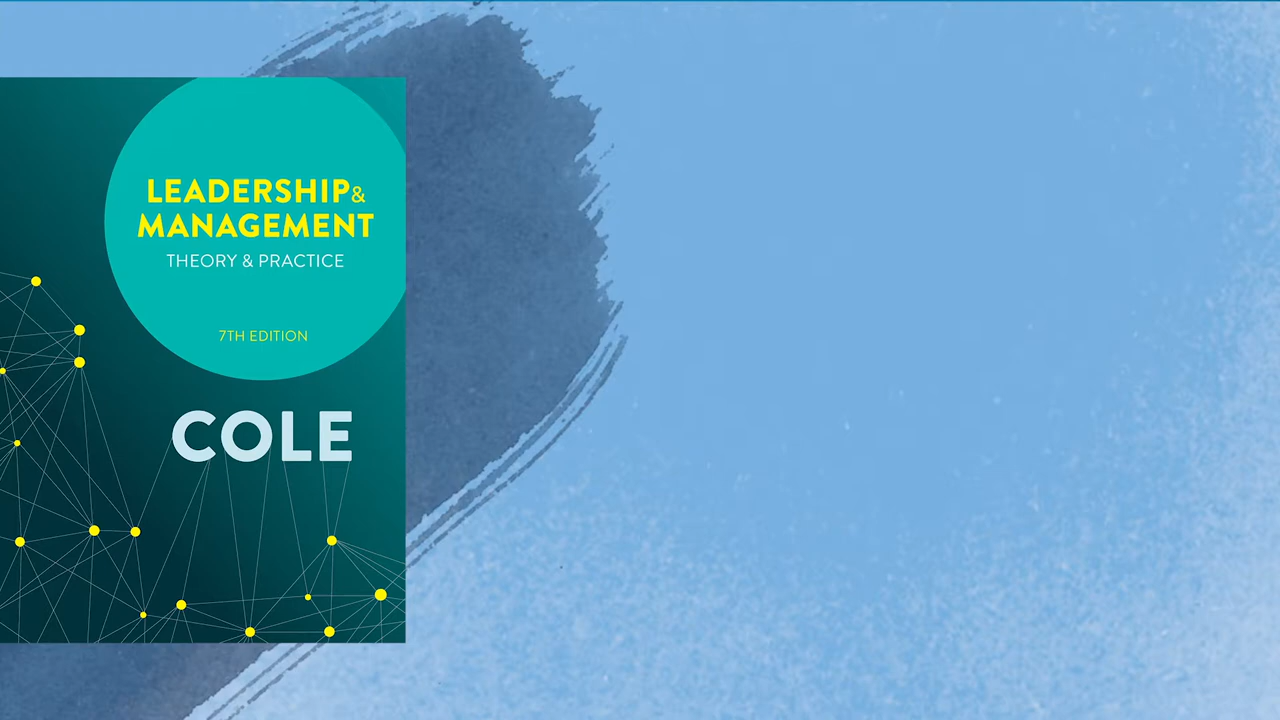 LEADERSHIP&
MANAGEMENT
THEORY & PRACTICE
7TH EDITION
COLE